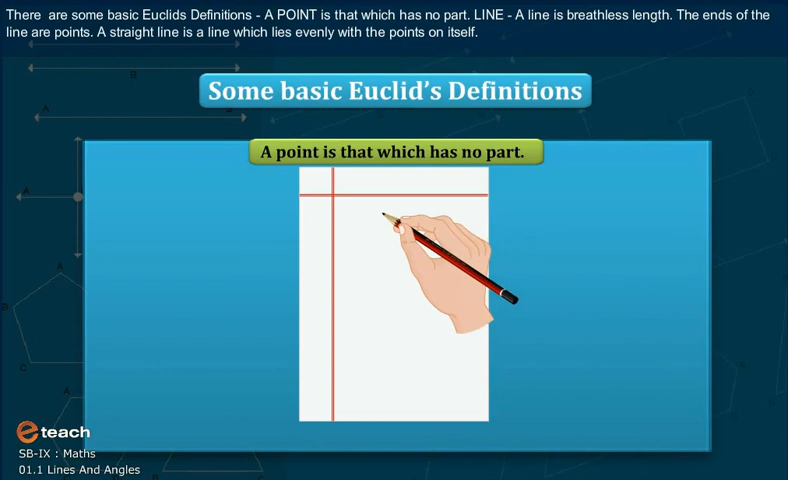 There  are some basic Euclids Definitions - A POINT is that which has no part. LINE - A line is breathless length. The ends of the
line are points. A straight line is a line which lies evenly with the points on itself.
B
Some basic Euclid's Definitions
A
A point is that which has no part.
A
A
B
C
A
e teach
SB-IX : Maths
01.1 Lines And Angles
B
C